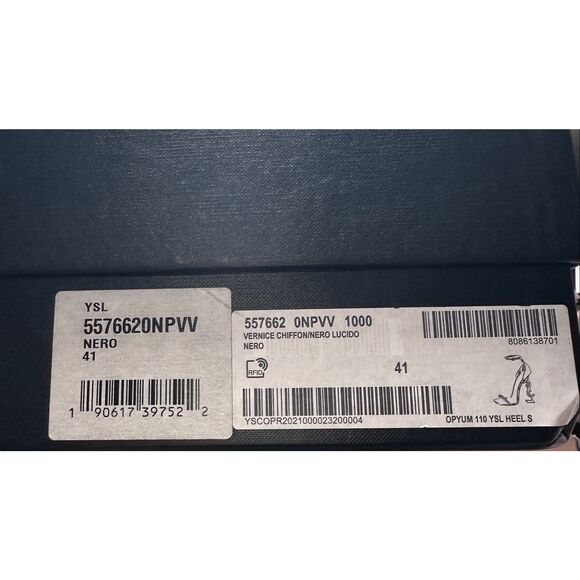 YSL
5576620NPVV
NERO
41
1 90617 39752 2
557662 0NPVV 1000
VERNICE CHIFFON/NERO LUCIDO
NERO
8086138701
RFID
41
YSCOPR2021000023200004
OPYUM 110 YSL HEEL S